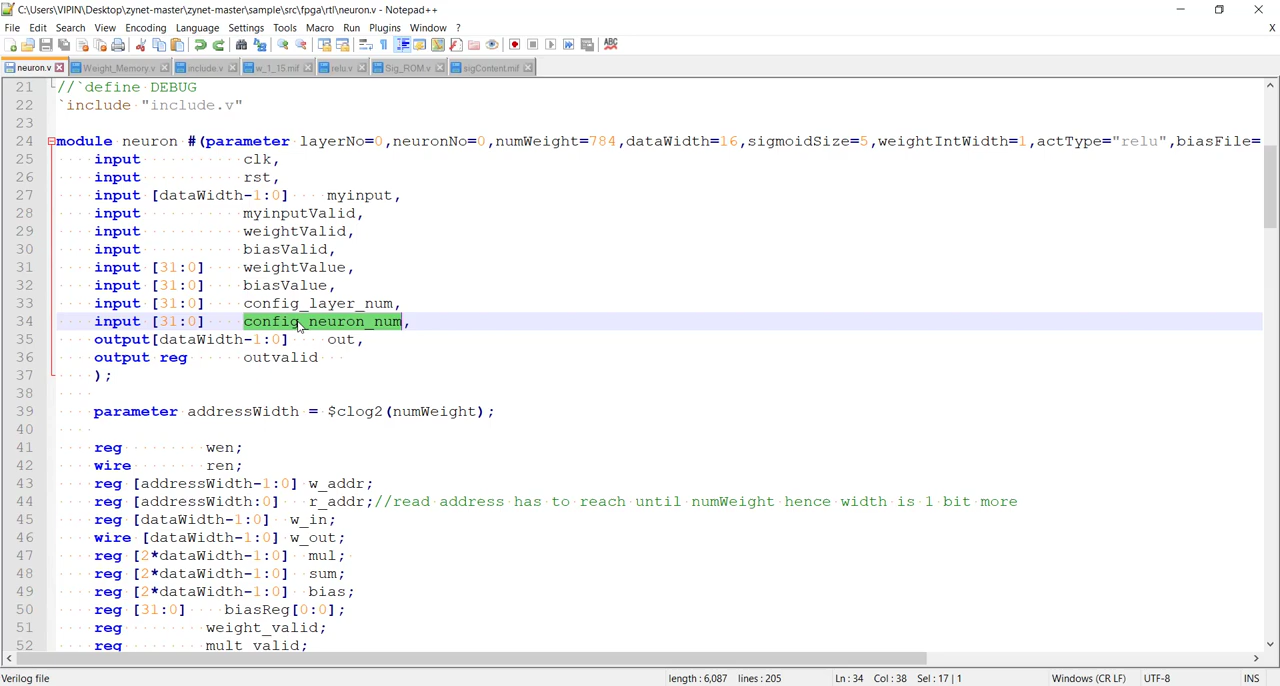 C:\Users\VIPIN\Desktop\zynet-master\zynet-master\sample\src\fpga\rtl\neuron.v - Notepad++
File Edit Search View Encoding Language Settings Tools Macro Run Plugins Window ? X
neuron.v Weight_Memory.v include.v w_1_15.mif relu.v Sig_ROM.v sigContent.mif
21 //`define DEBUG
22 `include "include.v"
23
24 module neuron #(parameter layerNo=0,neuronNo=0,numWeight=784,dataWidth=16,sigmoidSize=5,weightIntWidth=1,actType="relu",biasFile=
25 input clk,
26 input rst,
27 input [dataWidth-1:0] myinput,
28 input myinputValid,
29 input weightValid,
30 input biasValid,
31 input [31:0] weightValue,
32 input [31:0] biasValue,
33 input [31:0] config_layer_num,
34 input [31:0] config_neuron_num,
35 output[dataWidth-1:0] out,
36 output reg outvalid
37 );
38
39 parameter addressWidth = $clog2(numWeight);
40
41 reg wen;
42 wire ren;
43 reg [addressWidth-1:0] w_addr;
44 reg [addressWidth:0] r_addr;//read address has to reach until numWeight hence width is 1 bit more
45 reg [dataWidth-1:0] w_in;
46 wire [dataWidth-1:0] w_out;
47 reg [2*dataWidth-1:0] mul;
48 reg [2*dataWidth-1:0] sum;
49 reg [2*dataWidth-1:0] bias;
50 reg [31:0] biasReg[0:0];
51 reg weight_valid;
52 reg mult_valid;
Verilog file length : 6,087 lines : 205 Ln : 34 Col : 38 Sel : 17 | 1 Windows (CR LF) UTF-8 INS